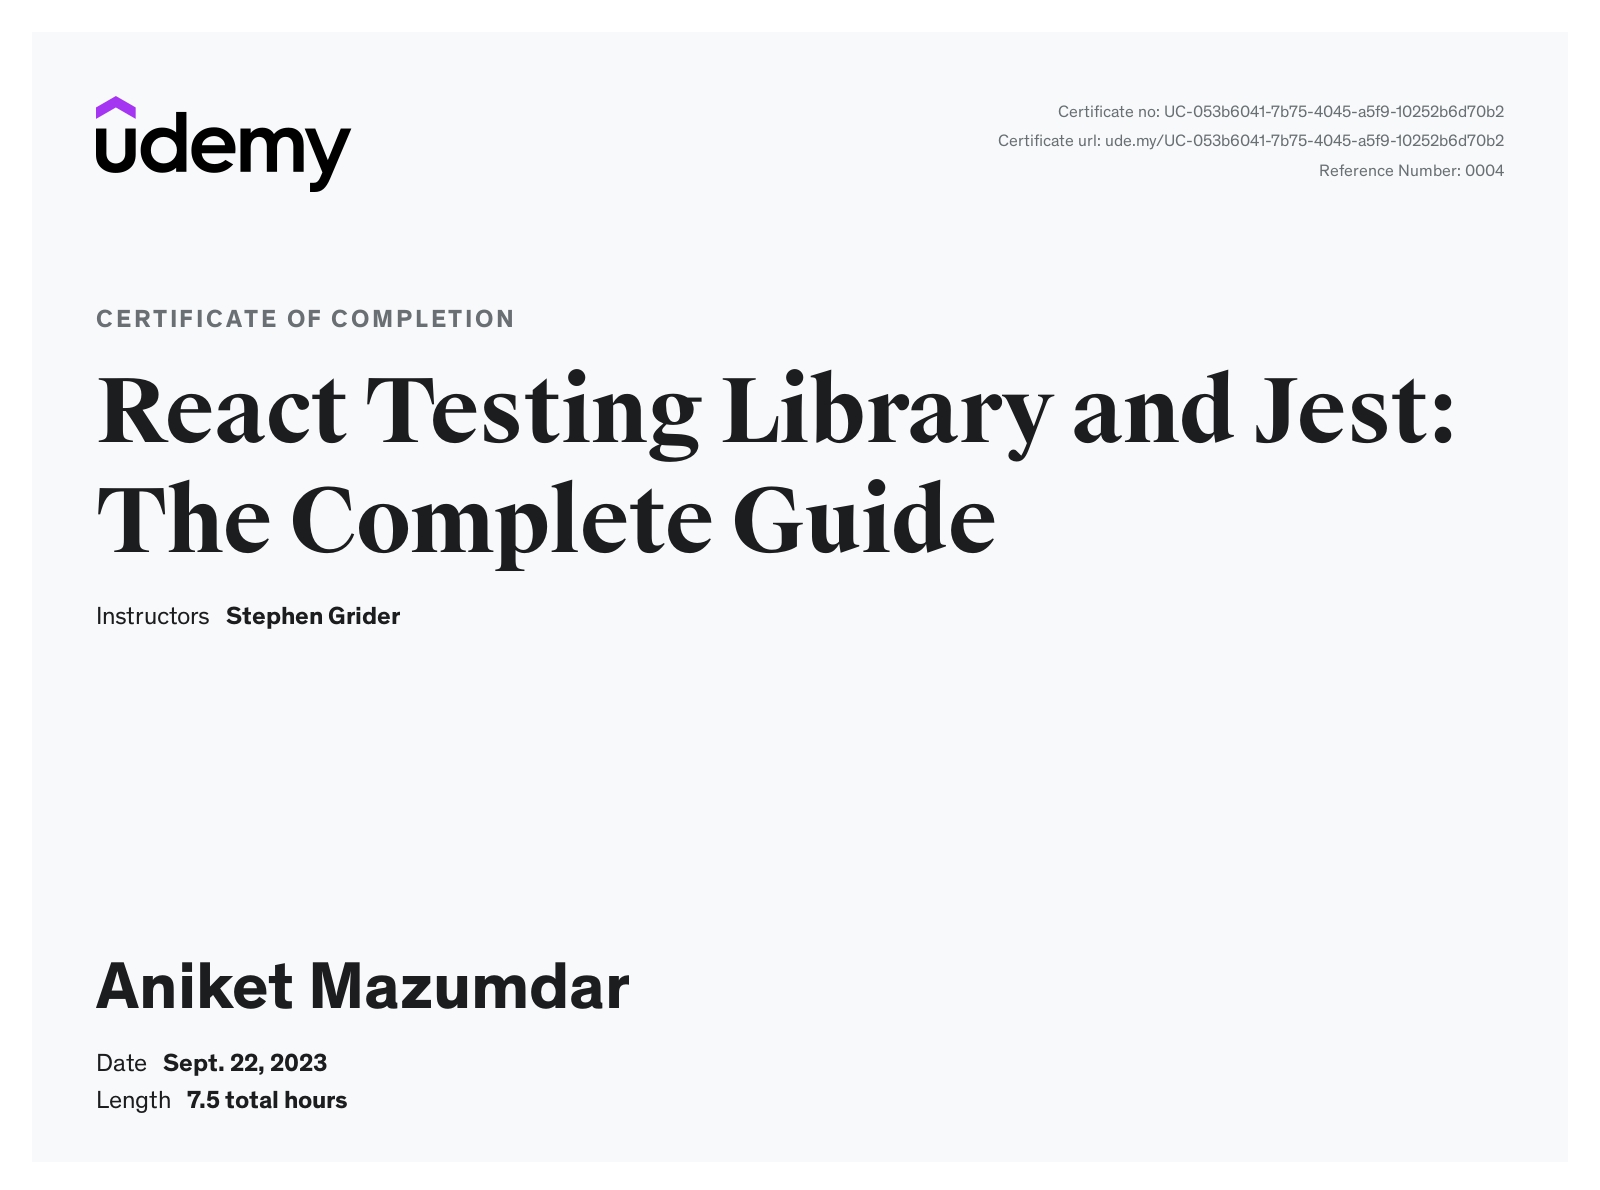 udemy
Certificate no: UC-053b6041-7b75-4045-a5f9-10252b6d70b2
Certificate url: ude.my/UC-053b6041-7b75-4045-a5f9-10252b6d70b2
Reference Number: 0004
CERTIFICATE OF COMPLETION
React Testing Library and Jest:
The Complete Guide
Instructors Stephen Grider
Aniket Mazumdar
Date Sept. 22, 2023
Length 7.5 total hours